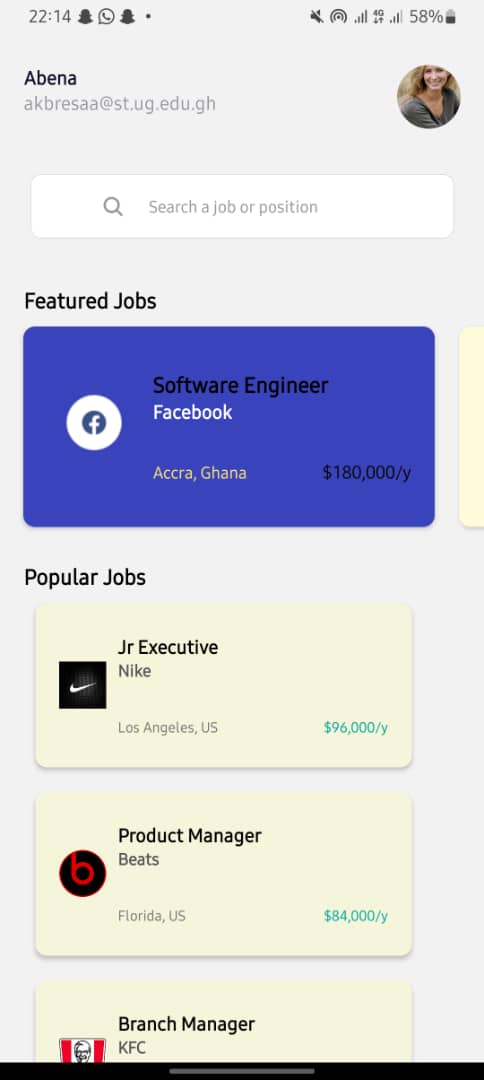 22:14 58%
4G
Abena
akbresaa@st.ug.edu.gh
Search a job or position
Featured Jobs
Software Engineer
Facebook
Accra, Ghana $180,000/y
Popular Jobs
Jr Executive
Nike
Los Angeles, US $96,000/y
Product Manager
Beats
Florida, US $84,000/y
Branch Manager
KFC